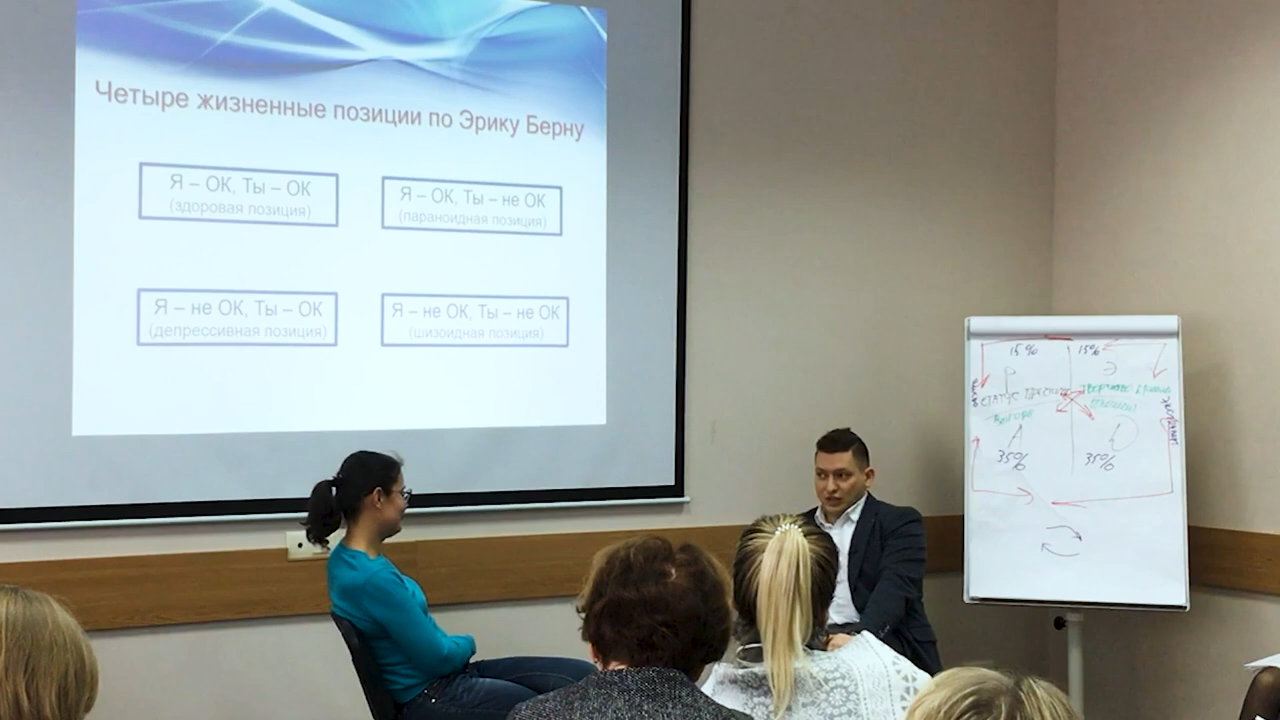 Четыре жизненные позиции по Эрику Берну
Я – ОК, Ты – ОК
(здоровая позиция)
Я – ОК, Ты – не ОК
(параноидная позиция)
Я – не ОК, Ты – ОК
(депрессивная позиция)
Я – не ОК, Ты – не ОК
(шизоидная позиция)
15% 15%
Р Э
СТАТУС
А
35% 35%